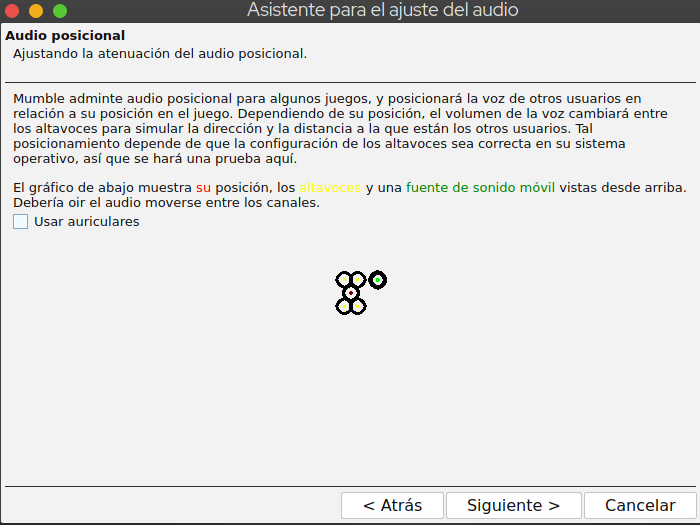 Asistente para el ajuste del audio
Audio posicional
Ajustando la atenuación del audio posicional.
Mumble adminte audio posicional para algunos juegos, y posicionará la voz de otros usuarios en
relación a su posición en el juego. Dependiendo de su posición, el volumen de la voz cambiará entre
los altavoces para simular la dirección y la distancia a la que están los otros usuarios. Tal
posicionamiento depende de que la configuración de los altavoces sea correcta en su sistema
operativo, así que se hará una prueba aquí.
El gráfico de abajo muestra su posición, los altavoces y una fuente de sonido móvil vistas desde arriba.
Debería oir el audio moverse entre los canales.
Usar auriculares
< Atrás
Siguiente >
Cancelar